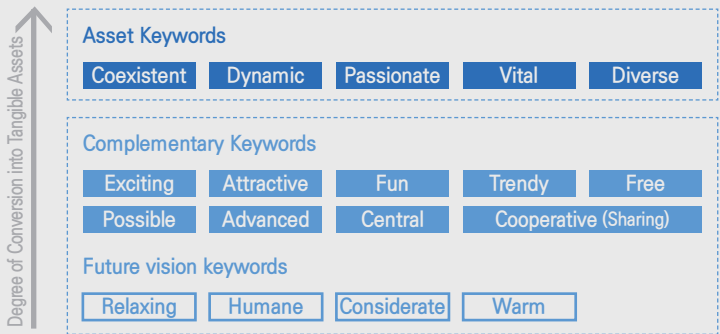 Degree of Conversion into Tangible Assets
Asset Keywords
Coexistent Dynamic Passionate Vital Diverse
Complementary Keywords
Exciting Attractive Fun Trendy Free
Possible Advanced Central Cooperative (Sharing)
Future vision keywords
Relaxing Humane Considerate Warm